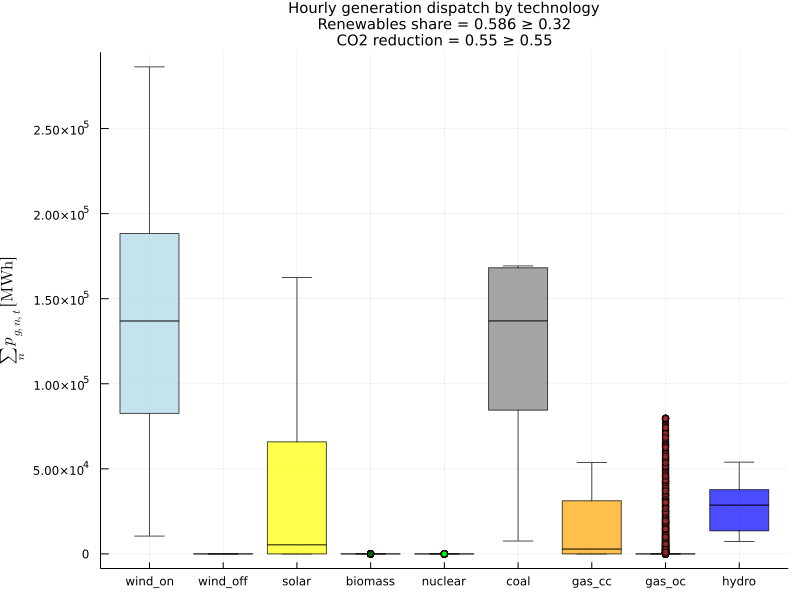 Hourly generation dispatch by technology
Renewables share = 0.586 ≥ 0.32
CO2 reduction = 0.55 ≥ 0.55
∑ₙ p_{g,n,t} [MWh]
2.50×10⁵
2.00×10⁵
1.50×10⁵
1.00×10⁵
5.00×10⁴
0
wind_on wind_off solar biomass nuclear coal gas_cc gas_oc hydro